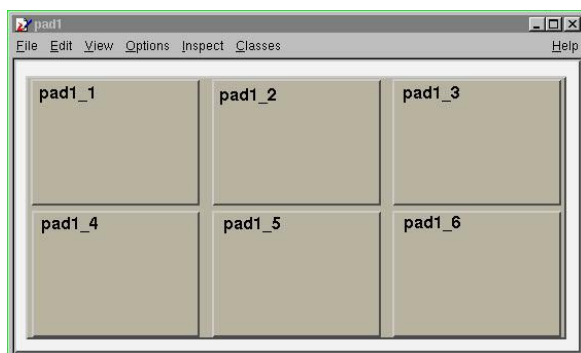 pad1
File Edit View Options Inspect Classes Help
pad1_1 pad1_2 pad1_3
pad1_4 pad1_5 pad1_6